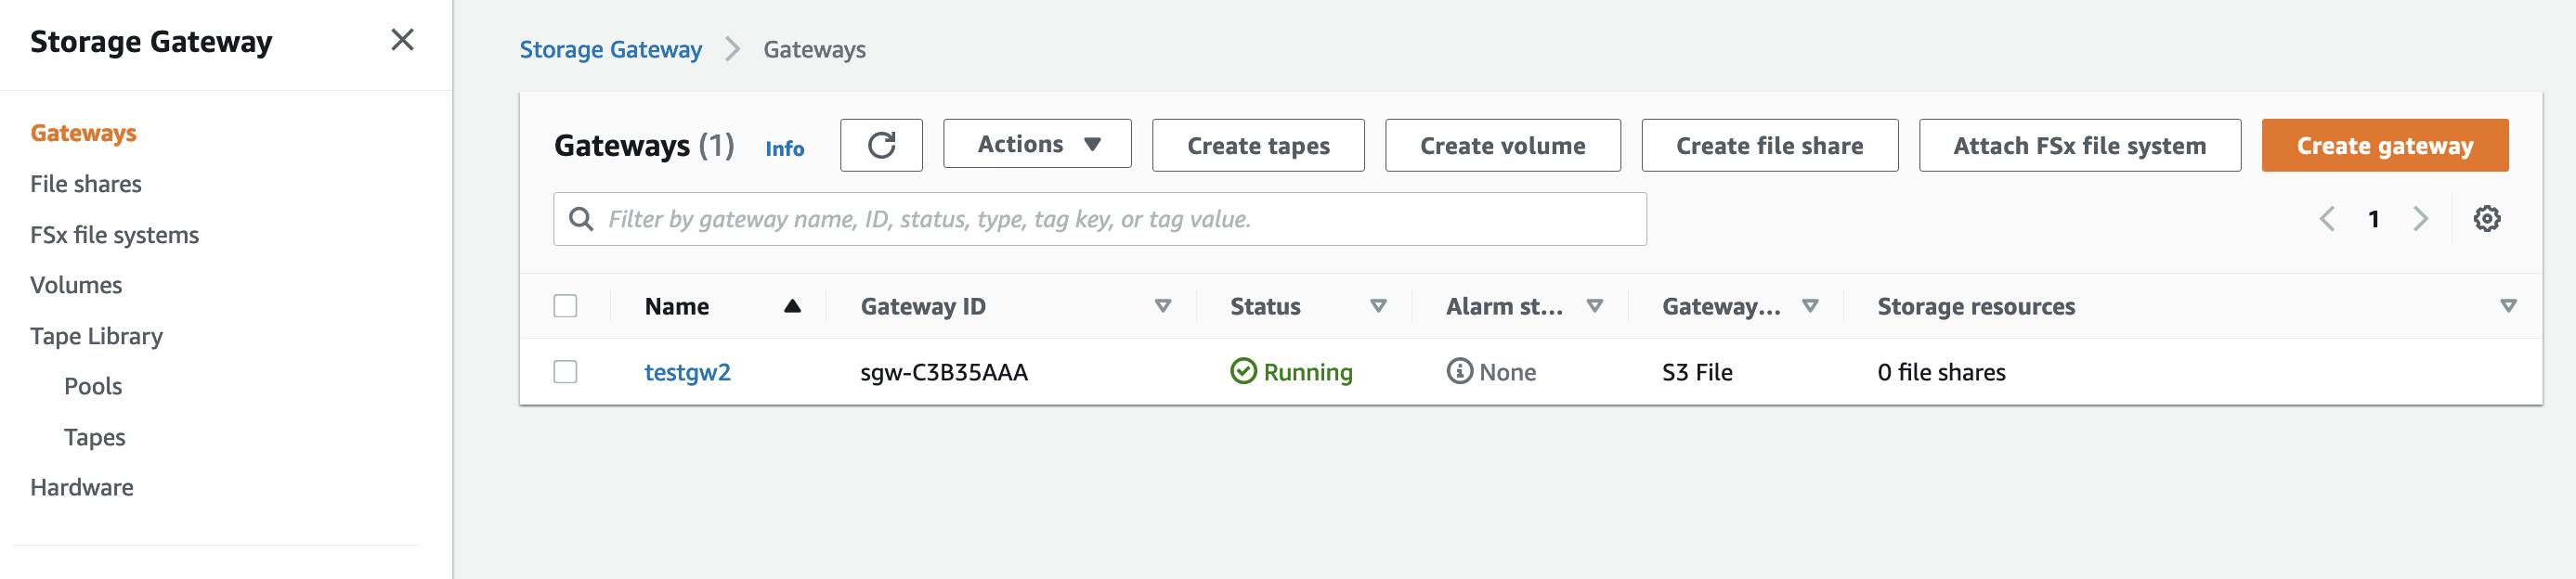 Storage Gateway
Gateways
File shares
FSx file systems
Volumes
Tape Library
Pools
Tapes
Hardware
Storage Gateway > Gateways
Gateways (1) Info Actions Create tapes Create volume Create file share Attach FSx file system Create gateway
Filter by gateway name, ID, status, type, tag key, or tag value. 1
Name Gateway ID Status Alarm st... Gateway... Storage resources
testgw2 sgw-C3B35AAA Running None S3 File 0 file shares